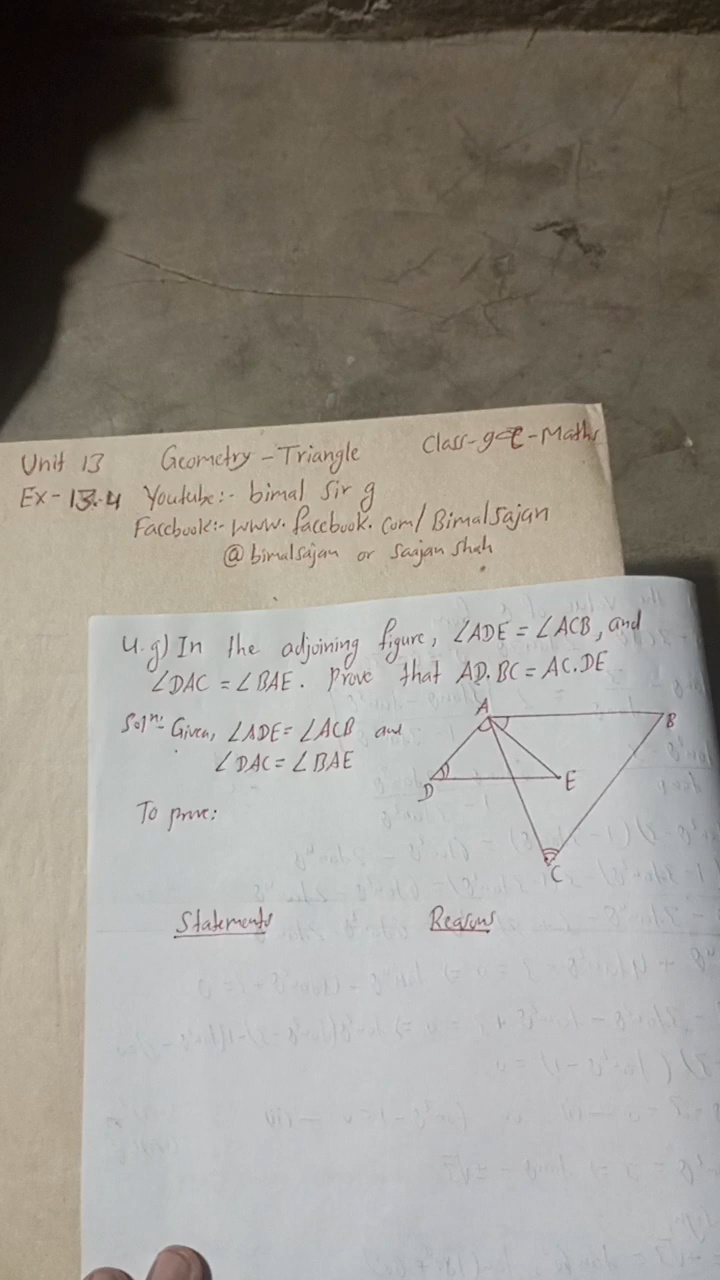 Unit 13 Geometry - Triangle Class-9 - Maths
Ex - 13.4 Youtube:- bimal Sir g
Facebook:- www.facebook.com/Bimalsajan
@bimalsajan or Saajan Shah
4.g) In the adjoining figure, ∠ADE = ∠ACB, and
∠DAC = ∠BAE. Prove that AD.BC = AC.DE
Solⁿ:- Given, ∠ADE = ∠ACB and
∠DAC = ∠BAE
A
B
D
E
C
To prove:
Statements Reasons